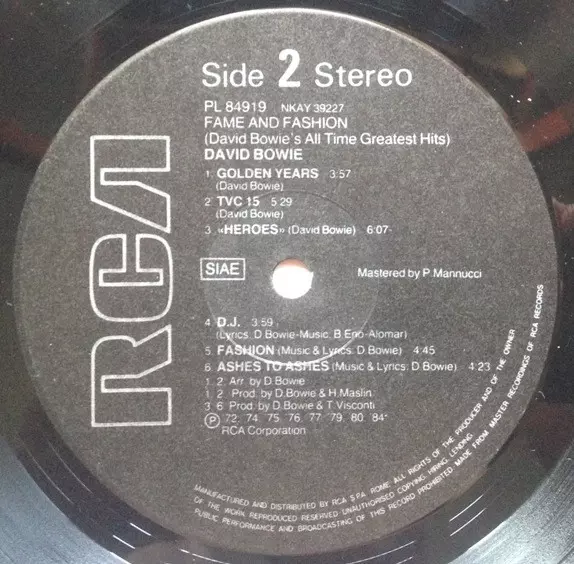 Side 2 Stereo
PL 84919 NKAY 39227
FAME AND FASHION
(David Bowie's All Time Greatest Hits)
DAVID BOWIE
1. GOLDEN YEARS 3:57
(David Bowie)
2. TVC 15 5:29
(David Bowie)
3. «HEROES» (David Bowie) 6:07
SIAE
Mastered by P. Mannucci
4. D.J. 3:59
(Lyrics: D. Bowie-Music: B. Eno-Alomar)
5. FASHION (Music & Lyrics: D. Bowie) 4:45
6. ASHES TO ASHES (Music & Lyrics: D. Bowie) 4:23
1. 2. Arr. by D. Bowie
1. 2. Prod. by D. Bowie & H. Maslin
3. 6. Prod. by D. Bowie & T. Visconti
℗ 72, 74, 75, 76, 77, 79, 80, 84
RCA Corporation
RCA
MANUFACTURED AND DISTRIBUTED BY RCA S.P.A. ROME. ALL RIGHTS OF THE PRODUCER AND OF THE OWNER
OF THE WORK REPRODUCED RESERVED UNAUTHORISED COPYING, HIRING, LENDING,
PUBLIC PERFORMANCE AND BROADCASTING OF THIS RECORD PROHIBITED MADE FROM MASTER RECORDINGS OF RCA RECORDS